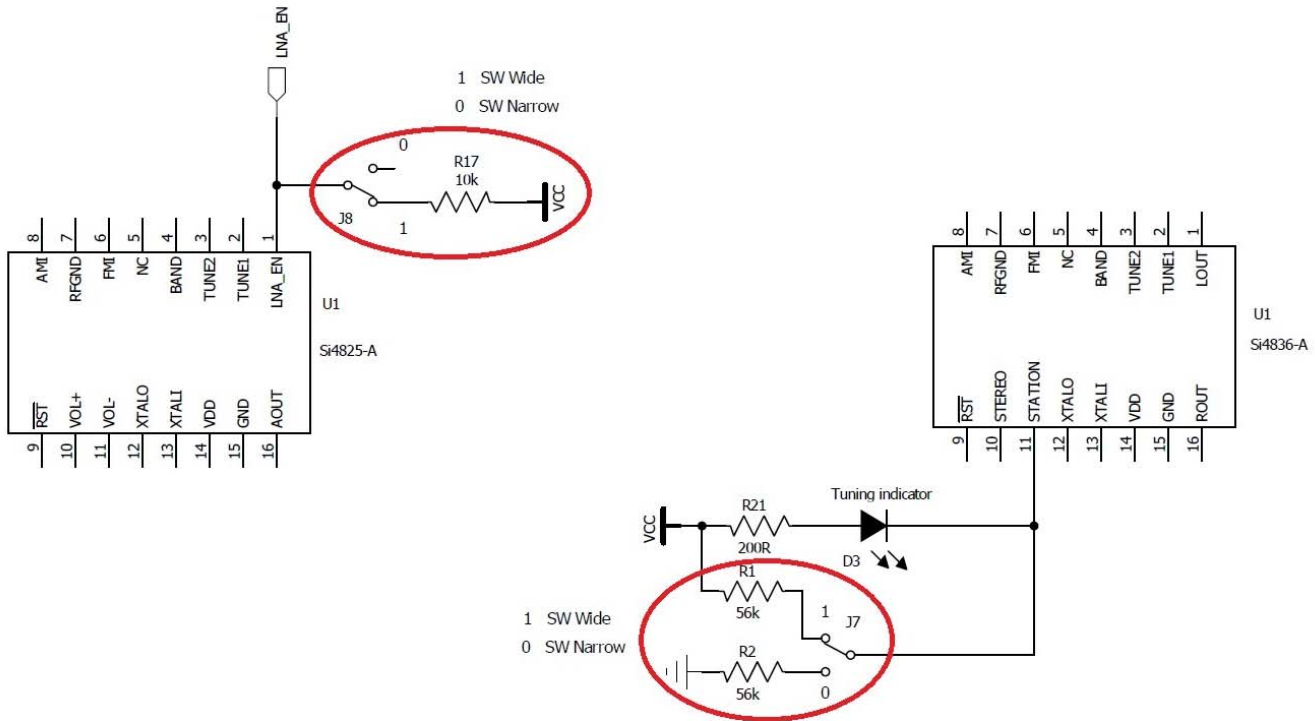 LNA_EN
1 SW Wide
0 SW Narrow
0
R17
10k
VCC
J8
1
8 7 6 5 4 3 2 1
AMI RFGND FMI NC BAND TUNE2 TUNE1 LNA_EN
U1
Si4825-A
RST VOL+ VOL- XTALO XTALI VDD GND AOUT
9 10 11 12 13 14 15 16
8 7 6 5 4 3 2 1
AMI RFGND FMI NC BAND TUNE2 TUNE1 LOUT
U1
Si4836-A
RST STEREO STATION XTALO XTALI VDD GND ROUT
9 10 11 12 13 14 15 16
VCC
R21
200R
Tuning indicator
D3
1 SW Wide
0 SW Narrow
R1
56k
1
J7
R2
56k
0